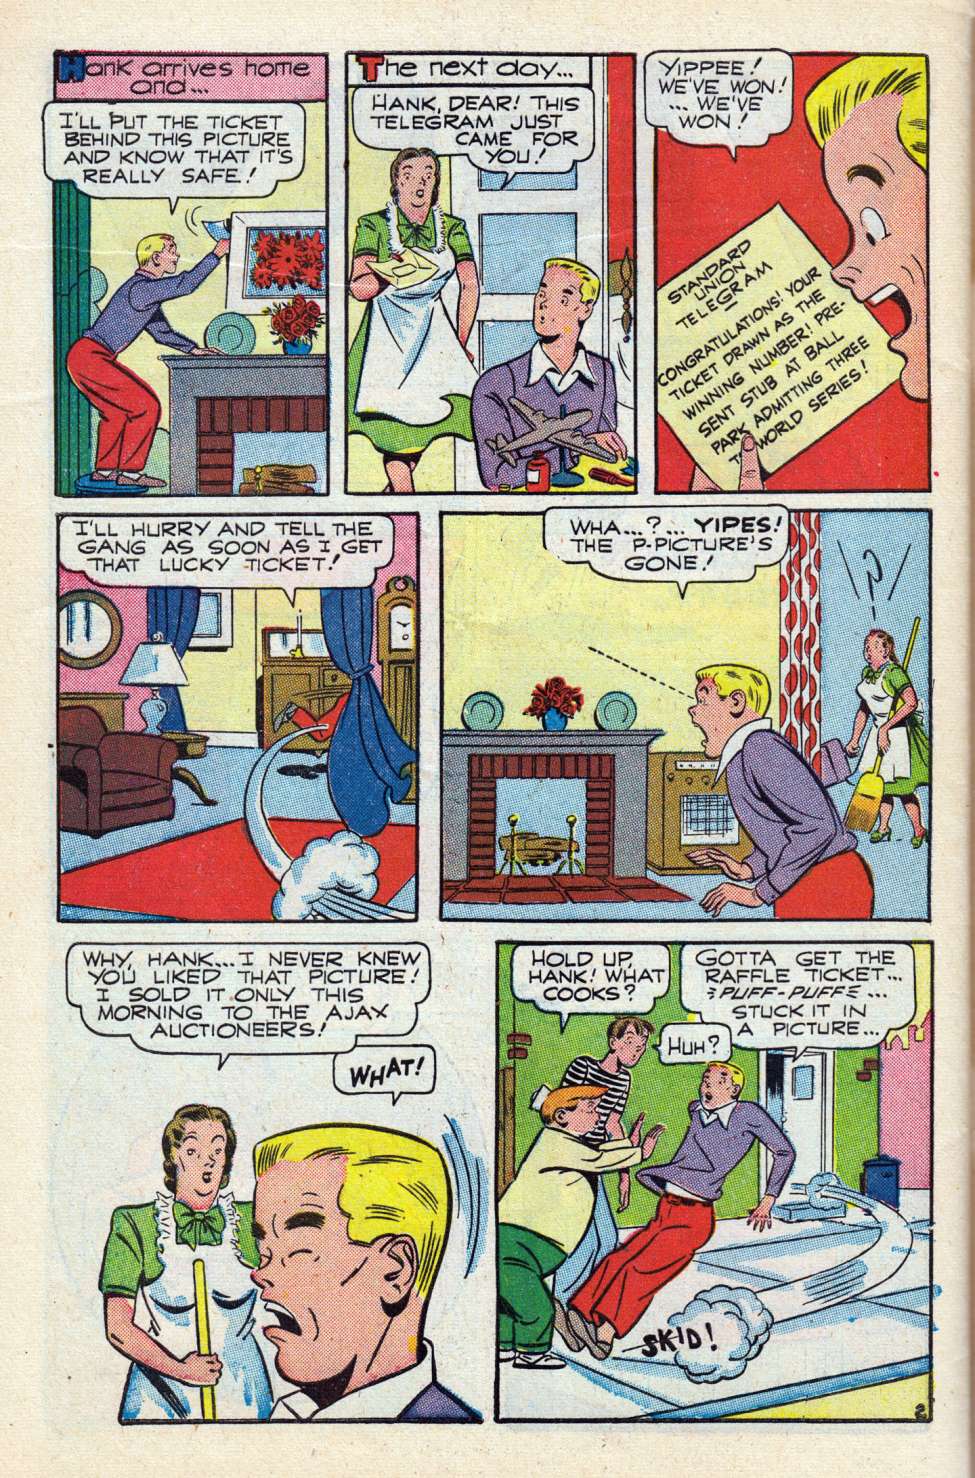 Hank arrives home
and...
I'LL PUT THE TICKET
BEHIND THIS PICTURE
AND KNOW THAT IT'S
REALLY SAFE!
The next day...
HANK, DEAR! THIS
TELEGRAM JUST
CAME FOR
YOU!
YIPPEE!
WE'VE WON!
... WE'VE
WON!
STANDARD
UNION
TELEGRAM
CONGRATULATIONS! YOUR
TICKET DRAWN AS THE
WINNING NUMBER! PRE-
SENT STUB AT BALL
PARK ADMITTING THREE
TO WORLD SERIES!
I'LL HURRY AND TELL THE
GANG AS SOON AS I GET
THAT LUCKY TICKET!
WHA...?... YIPES!
THE P-PICTURE'S
GONE!
?
WHY, HANK... I NEVER KNEW
YOU LIKED THAT PICTURE!
I SOLD IT ONLY THIS
MORNING TO THE AJAX
AUCTIONEERS!
WHAT!
HOLD UP,
HANK! WHAT
COOKS?
GOTTA GET THE
RAFFLE TICKET...
PUFF-PUFF ...
STUCK IT IN
A PICTURE...
HUH?
SKID!
2